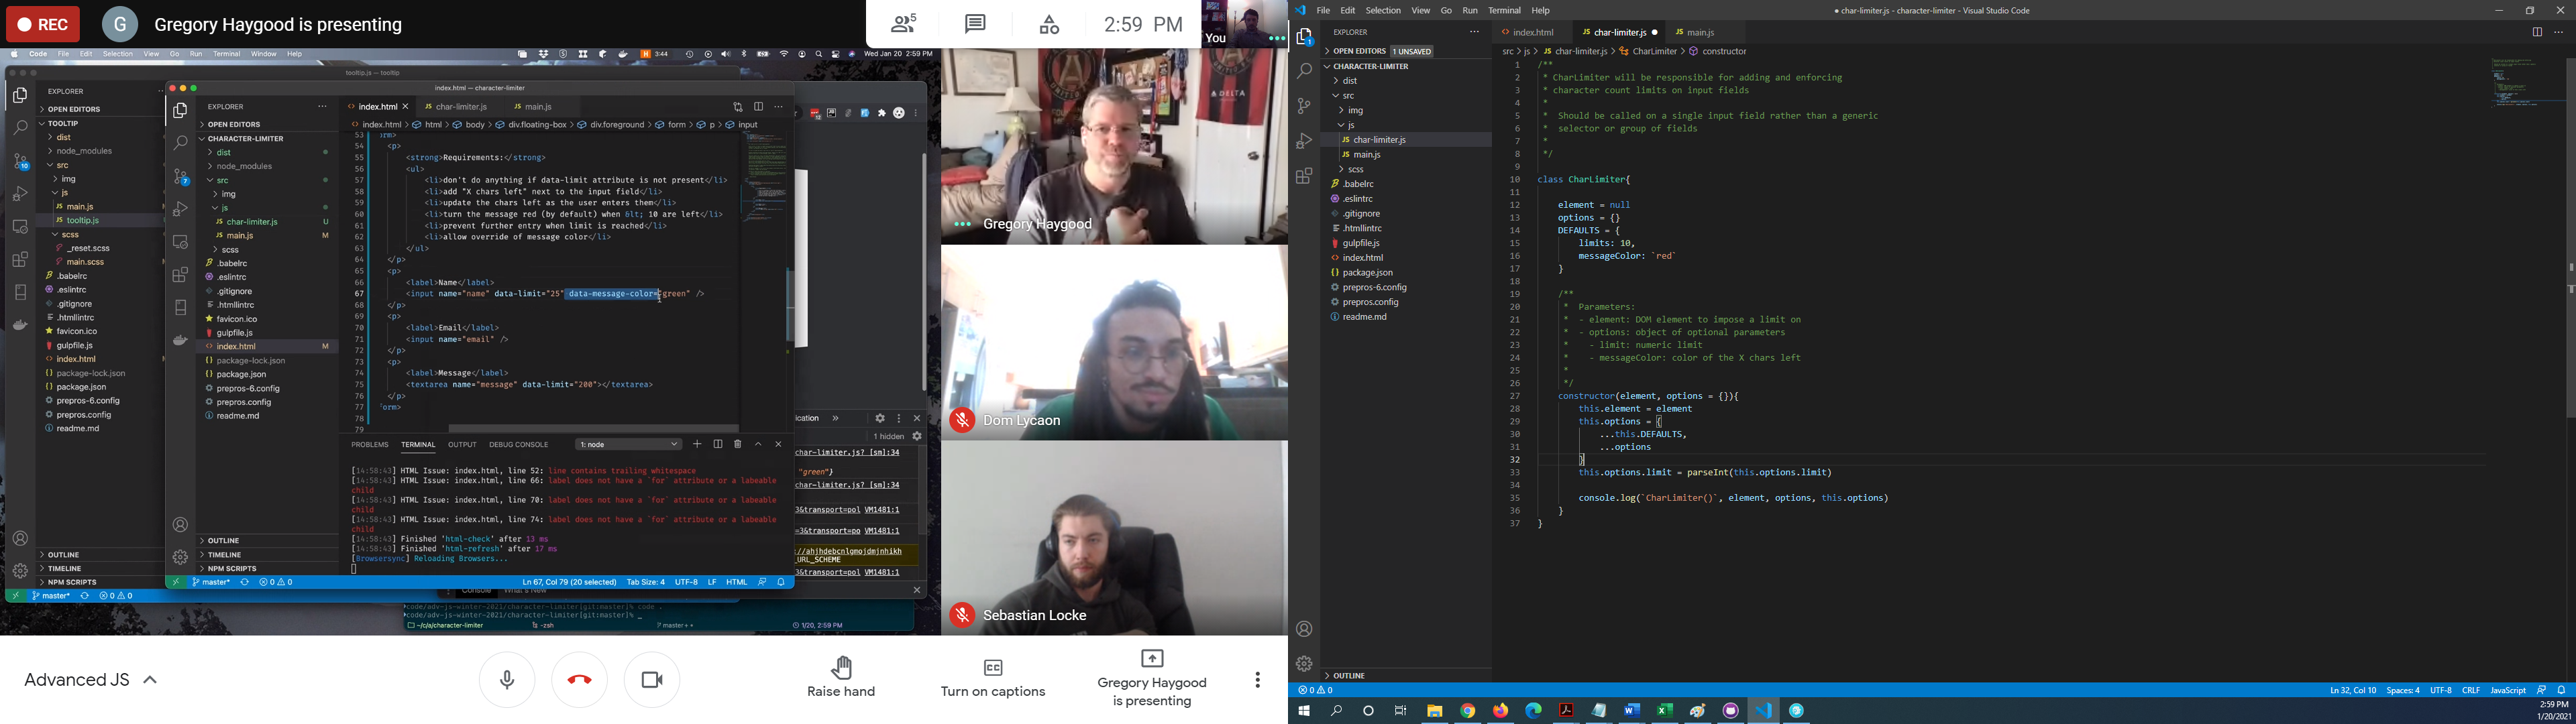 REC
G
Gregory Haygood is presenting
5
2:59 PM
You
Code File Edit Selection View Go Run Terminal Window Help
3:44
Wed Jan 20 2:59 PM
tooltip.js — tooltip
EXPLORER
OPEN EDITORS
TOOLTIP
dist
node_modules
src
img
js
main.js
tooltip.js
scss
_reset.scss
main.scss
.babelrc
.eslintrc
.gitignore
.htmllintrc
favicon.ico
gulpfile.js
index.html
package-lock.json
package.json
prepros-6.config
prepros.config
readme.md
OUTLINE
TIMELINE
NPM SCRIPTS
master*
0 0
index.html — character-limiter
EXPLORER
OPEN EDITORS
CHARACTER-LIMITER
dist
node_modules
src
img
js
char-limiter.js U
main.js M
scss
.babelrc
.eslintrc
.gitignore
.htmllintrc
favicon.ico
gulpfile.js
index.html M
package-lock.json
package.json
prepros-6.config
prepros.config
readme.md
OUTLINE
TIMELINE
NPM SCRIPTS
index.html char-limiter.js main.js
index.html > html > body > div.floating-box > div.foreground > form > p > input
53 orm>
54 <p>
55 <strong>Requirements:</strong>
56 <ul>
57 <li>don't do anything if data-limit attribute is not present</li>
58 <li>add "X chars left" next to the input field</li>
59 <li>update the chars left as the user enters them</li>
60 <li>turn the message red (by default) when &lt; 10 are left</li>
61 <li>prevent further entry when limit is reached</li>
62 <li>allow override of message color</li>
63 </ul>
64 </p>
65 <p>
66 <label>Name</label>
67 <input name="name" data-limit="25" data-message-color="green" />
68 </p>
69 <p>
70 <label>Email</label>
71 <input name="email" />
72 </p>
73 <p>
74 <label>Message</label>
75 <textarea name="message" data-limit="200"></textarea>
76 </p>
77 orm>
78
79
PROBLEMS TERMINAL OUTPUT DEBUG CONSOLE 1: node
[14:58:43] HTML Issue: index.html, line 52: line contains trailing whitespace
[14:58:43] HTML Issue: index.html, line 66: label does not have a `for` attribute or a labeable
child
[14:58:43] HTML Issue: index.html, line 70: label does not have a `for` attribute or a labeable
child
[14:58:43] HTML Issue: index.html, line 74: label does not have a `for` attribute or a labeable
child
[14:58:43] Finished 'html-check' after 13 ms
[14:58:43] Finished 'html-refresh' after 17 ms
[Browsersync] Reloading Browsers...
master* 0 0 Ln 67, Col 79 (20 selected) Tab Size: 4 UTF-8 LF HTML
1 hidden
char-limiter.js? [sm]:34
"green"}
char-limiter.js? [sm]:34
3&transport=pol VM1481:1
=3&transport=po VM1481:1
://ahjhdebcnlgmojdmjnhikh
_URL_SCHEME
3&transport=pol VM1481:1
Console What's New
code/adv-js-winter-2021/character-limiter[git:master]% code .
code/adv-js-winter-2021/character-limiter[git:master]% _
~/c/a/character-limiter -zsh master++ 1/20, 2:59 PM
DELTA
Gregory Haygood
Dom Lycaon
Sebastian Locke
Advanced JS
Raise hand
Turn on captions
Gregory Haygood
is presenting
File Edit Selection View Go Run Terminal Help
● char-limiter.js - character-limiter - Visual Studio Code
EXPLORER
OPEN EDITORS 1 UNSAVED
CHARACTER-LIMITER
dist
src
img
js
char-limiter.js
main.js
scss
.babelrc
.eslintrc
.gitignore
.htmllintrc
gulpfile.js
index.html
package.json
prepros-6.config
prepros.config
readme.md
OUTLINE
index.html char-limiter.js ● main.js
src > js > char-limiter.js > CharLimiter > constructor
1 /**
2 * CharLimiter will be responsible for adding and enforcing
3 * character count limits on input fields
4 *
5 * Should be called on a single input field rather than a generic
6 * selector or group of fields
7 *
8 */
9
10 class CharLimiter{
11
12 element = null
13 options = {}
14 DEFAULTS = {
15 limits: 10,
16 messageColor: `red`
17 }
18
19 /**
20 * Parameters:
21 * - element: DOM element to impose a limit on
22 * - options: object of optional parameters
23 * - limit: numeric limit
24 * - messageColor: color of the X chars left
25 *
26 */
27 constructor(element, options = {}){
28 this.element = element
29 this.options = {
30 ...this.DEFAULTS,
31 ...options
32 }
33 this.options.limit = parseInt(this.options.limit)
34
35 console.log(`CharLimiter()`, element, options, this.options)
36 }
37 }
0 0 Ln 32, Col 10 Spaces: 4 UTF-8 CRLF JavaScript
2:59 PM
1/20/2021